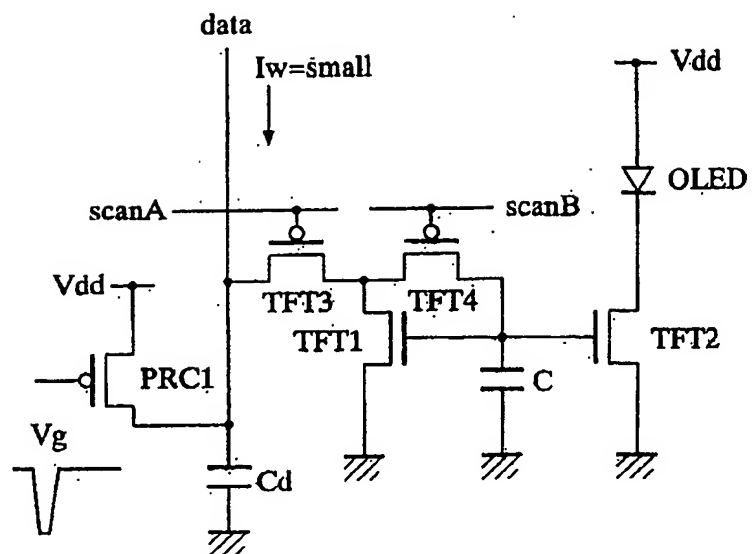 data
Iw=small
Vdd
OLED
scanA
scanB
Vdd
TFT3
TFT4
TFT1
TFT2
PRC1
C
Vg
Cd